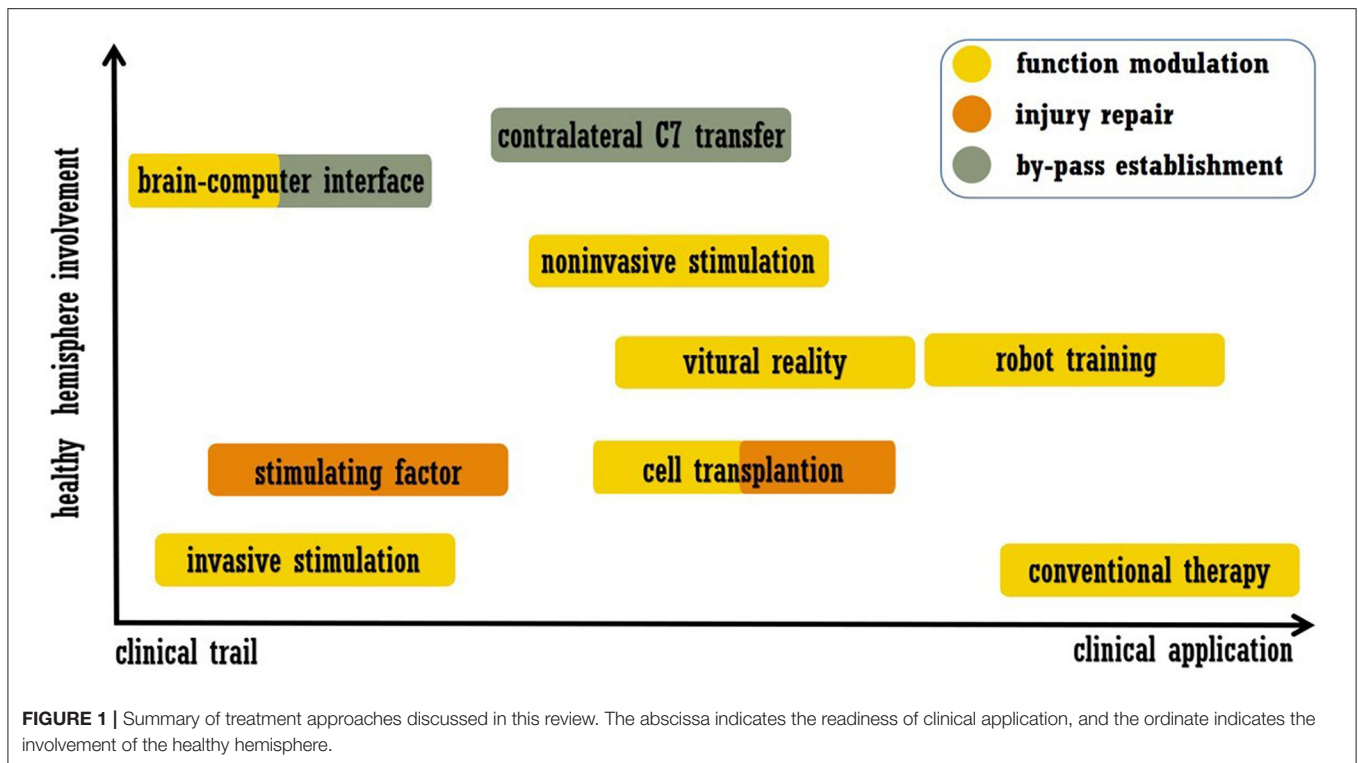 function modulation
injury repair
by-pass establishment
healthy hemisphere involvement
contralateral C7 transfer
brain-computer interface
noninvasive stimulation
vitural reality
robot training
stimulating factor
cell transplantion
invasive stimulation
conventional therapy
clinical trail
clinical application
FIGURE 1 | Summary of treatment approaches discussed in this review. The abscissa indicates the readiness of clinical application, and the ordinate indicates the
involvement of the healthy hemisphere.